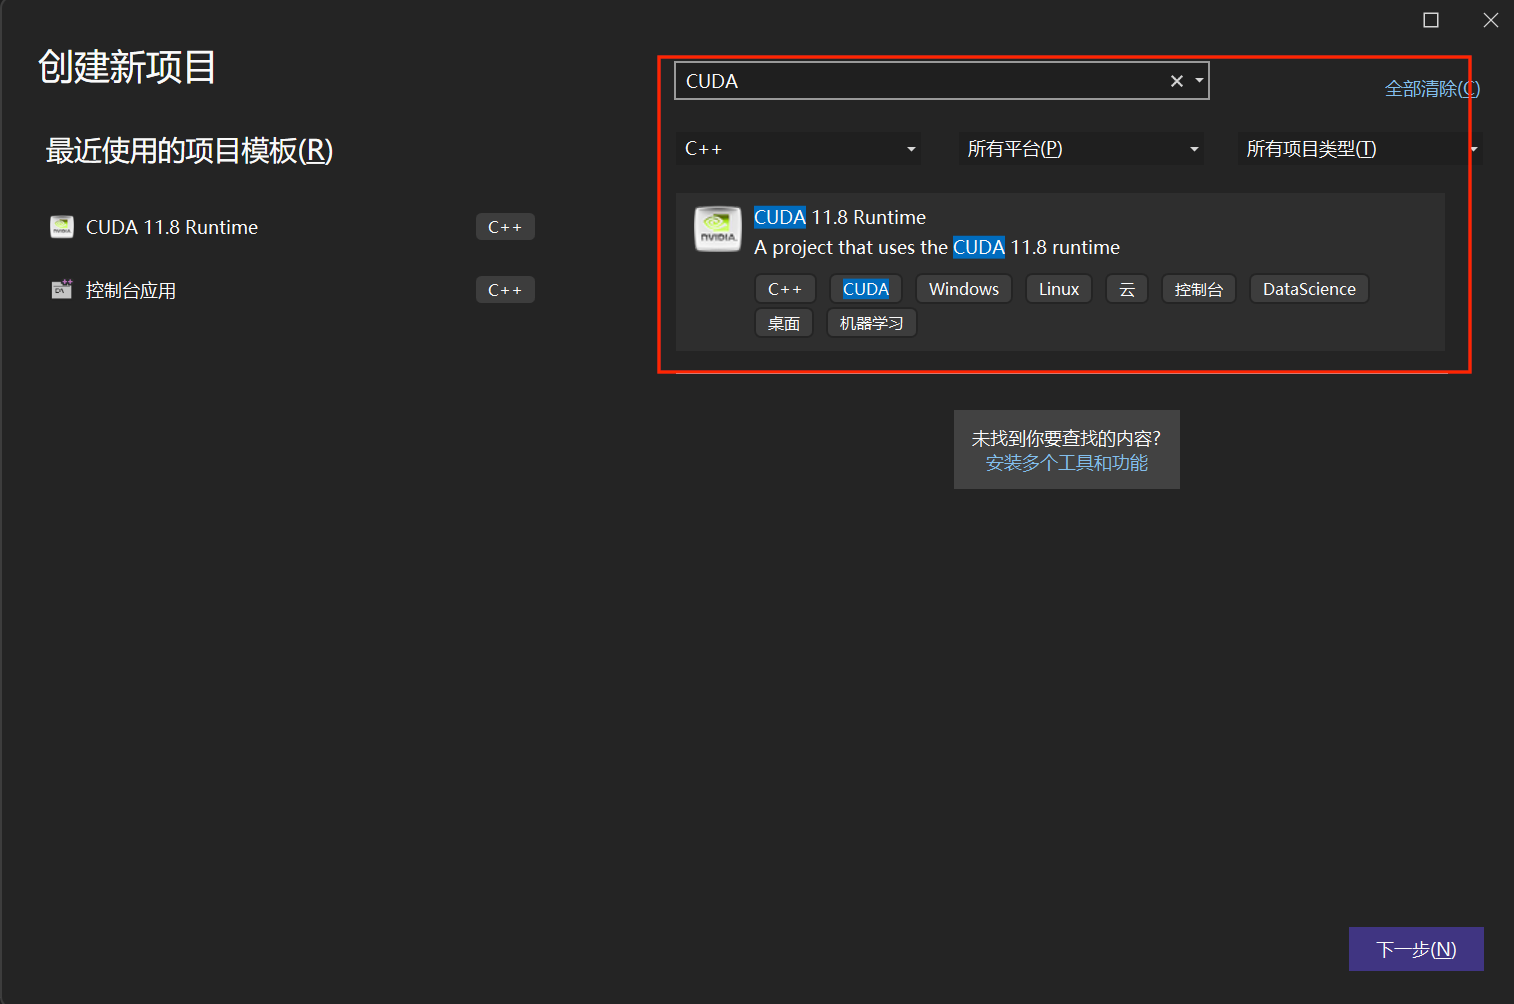 创建新项目
最近使用的项目模板(R)
CUDA 11.8 Runtime
C++
控制台应用
C++
CUDA
全部清除(C)
C++
所有平台(P)
所有项目类型(T)
NVIDIA.
CUDA 11.8 Runtime
A project that uses the CUDA 11.8 runtime
C++ CUDA Windows Linux 云 控制台 DataScience
桌面 机器学习
未找到你要查找的内容?
安装多个工具和功能
下一步(N)